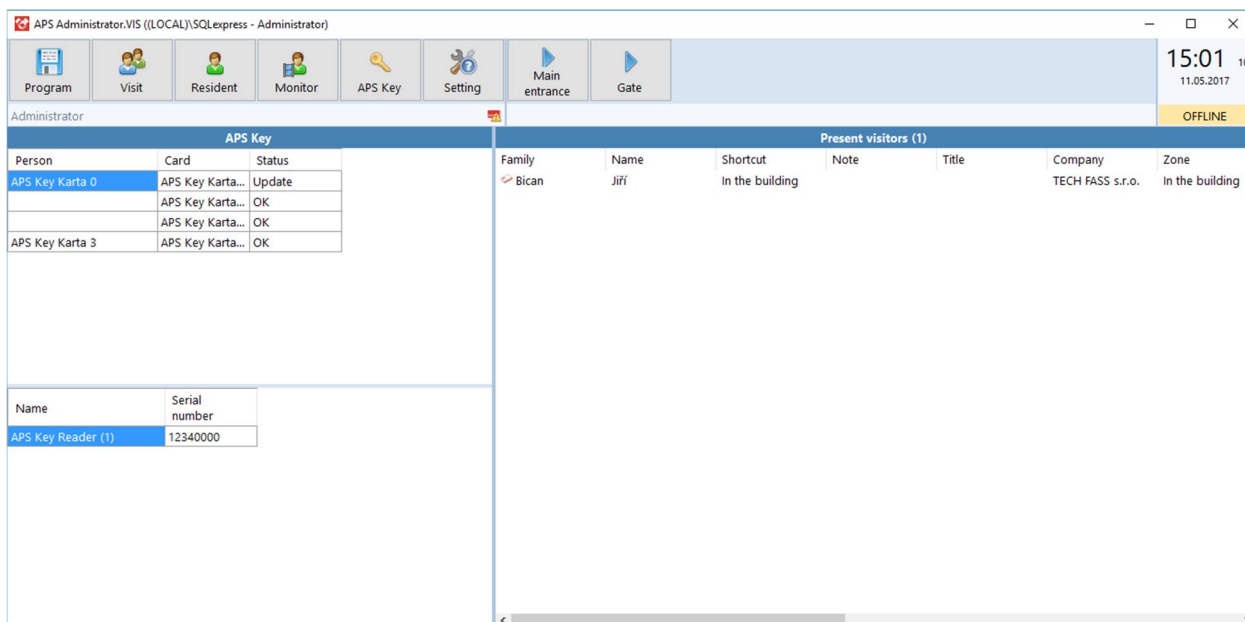 APS Administrator.VIS ((LOCAL)\SQLexpress - Administrator)
Program Visit Resident Monitor APS Key Setting Main entrance Gate
15:01
11.05.2017
Administrator
OFFLINE
APS Key
Person Card Status
APS Key Karta 0 APS Key Karta... Update
APS Key Karta... OK
APS Key Karta... OK
APS Key Karta 3 APS Key Karta... OK
Name Serial number
APS Key Reader (1) 12340000
Present visitors (1)
Family Name Shortcut Note Title Company Zone
Bican Jiří In the building TECH FASS s.r.o. In the building